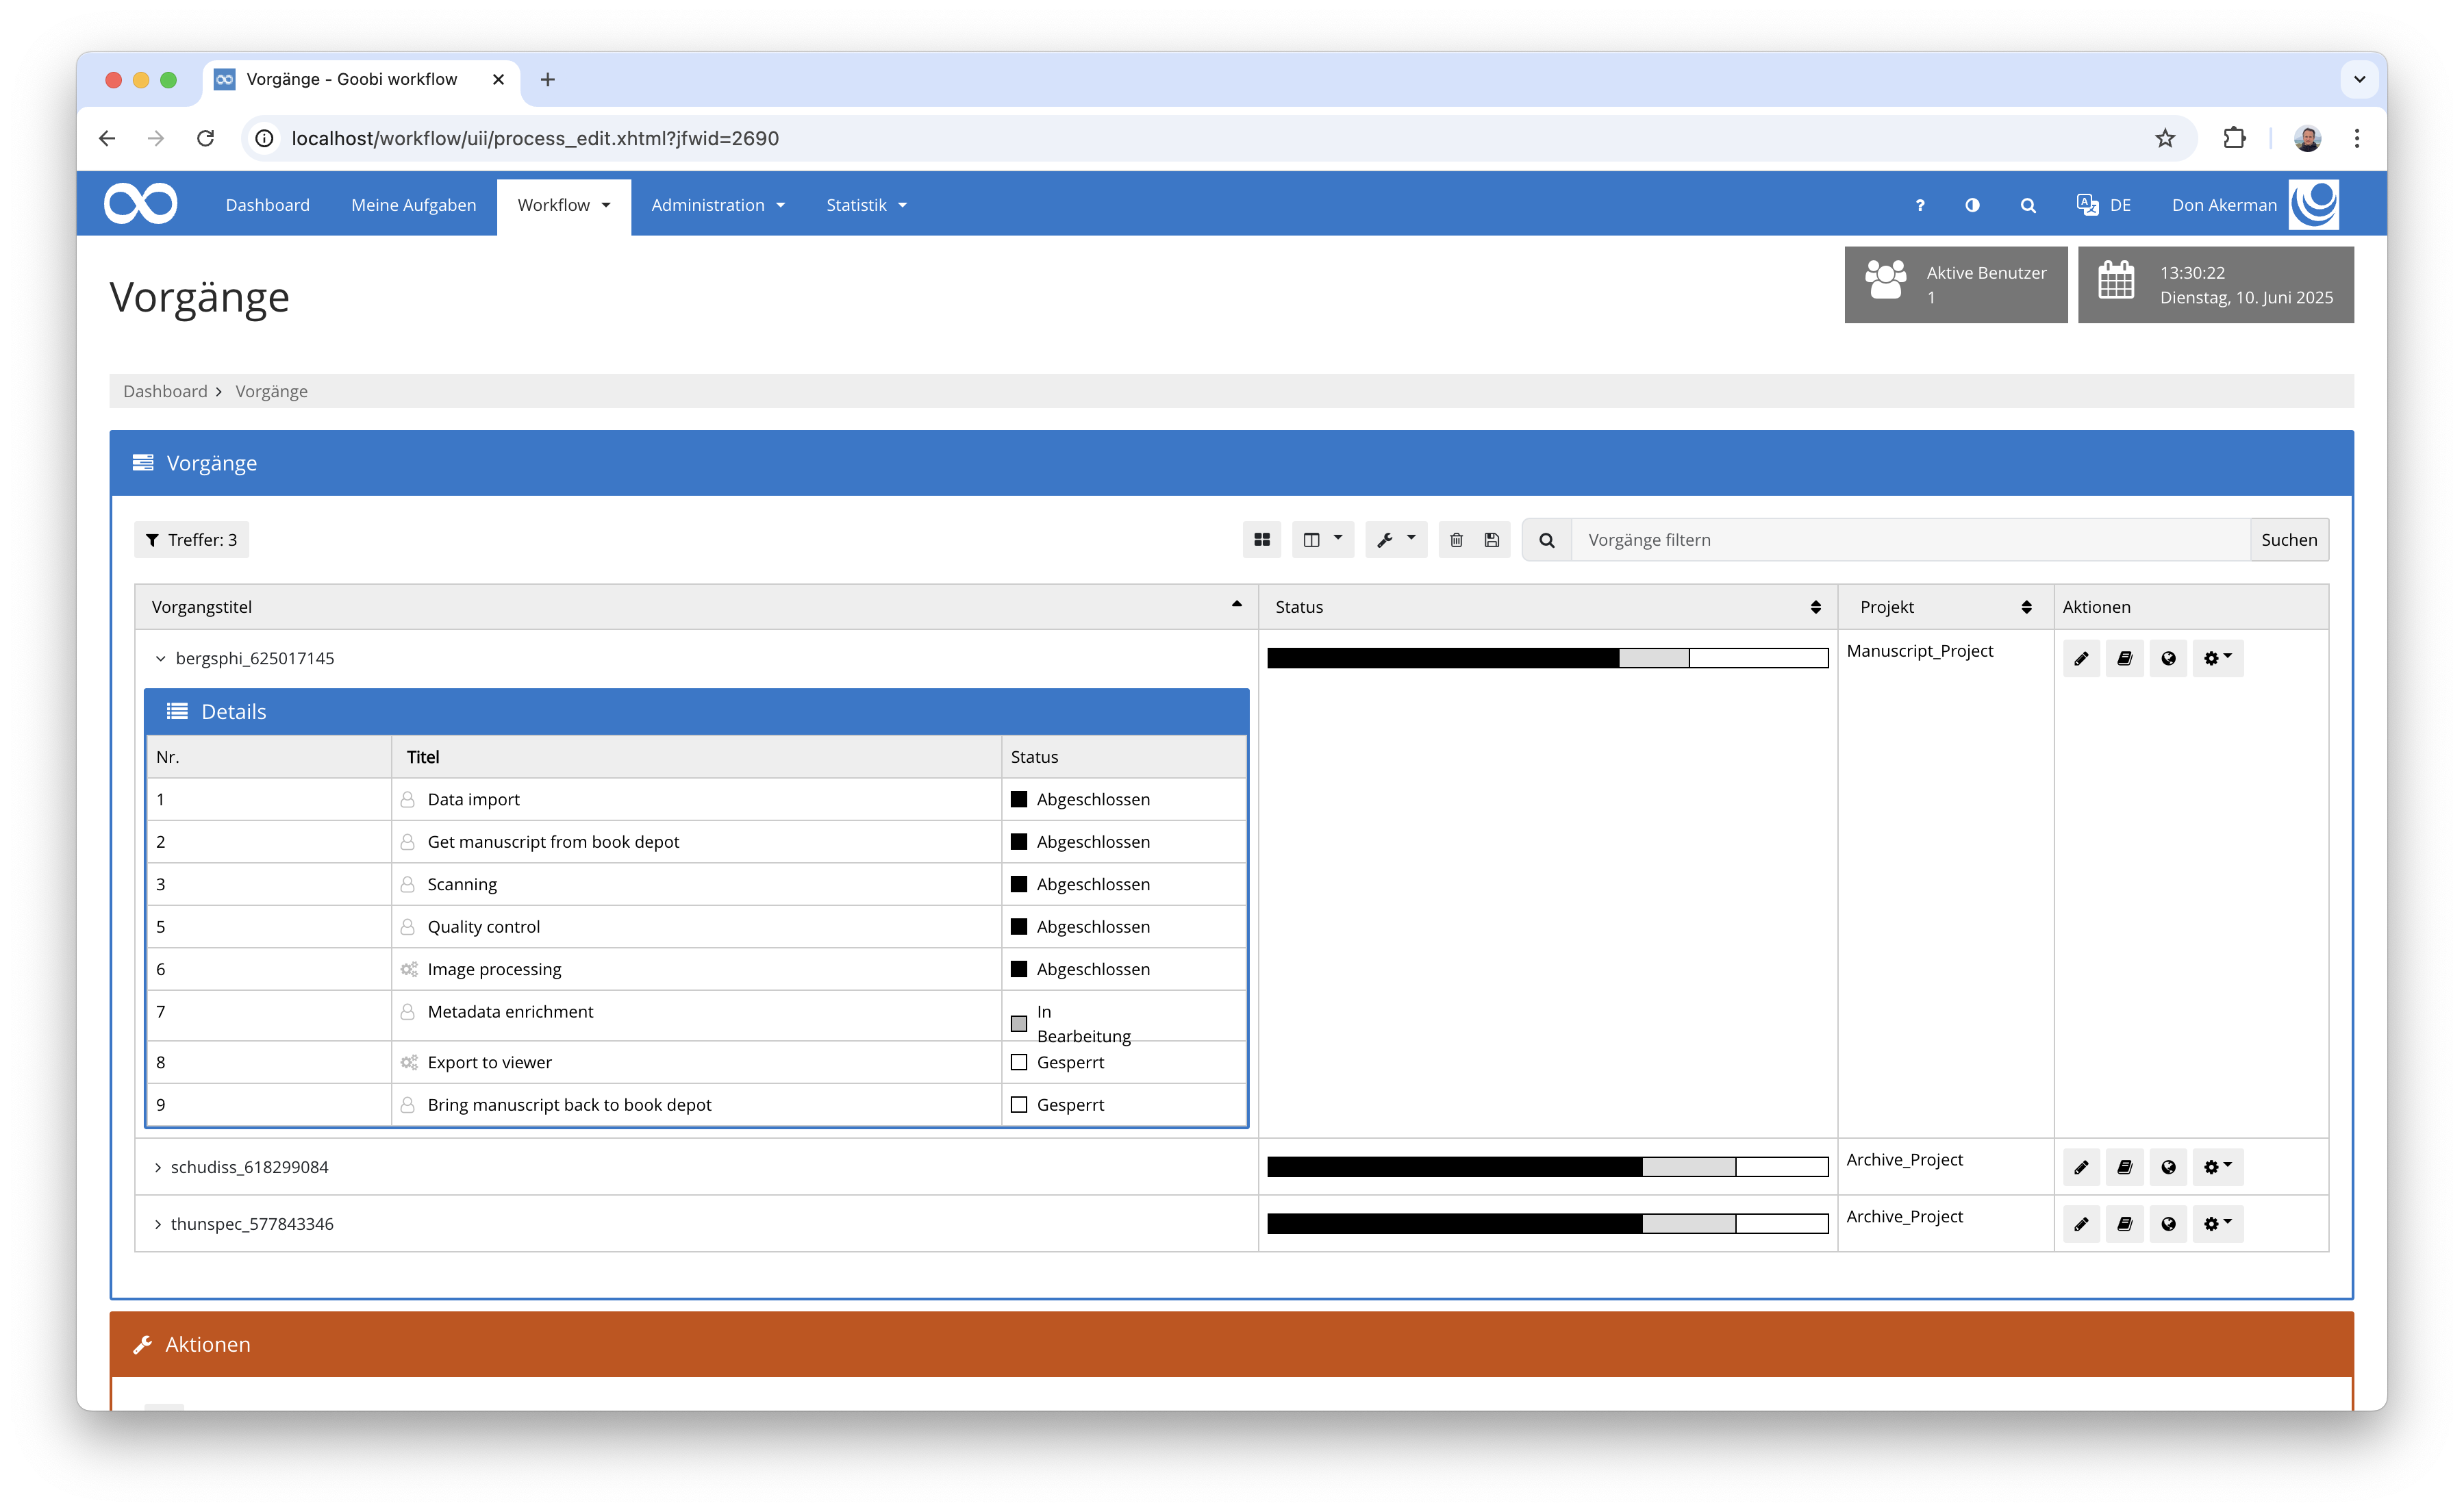 Vorgänge - Goobi workflow
localhost/workflow/uii/process_edit.xhtml?jfwid=2690
Dashboard Meine Aufgaben Workflow Administration Statistik ? DE Don Akerman
Vorgänge
Aktive Benutzer
1
13:30:22
Dienstag, 10. Juni 2025
Dashboard > Vorgänge
Vorgänge
Treffer: 3 Vorgänge filtern Suchen
Vorgangstitel Status Projekt Aktionen
bergsphi_625017145 Manuscript_Project
Details
Nr. Titel Status
1 Data import Abgeschlossen
2 Get manuscript from book depot Abgeschlossen
3 Scanning Abgeschlossen
5 Quality control Abgeschlossen
6 Image processing Abgeschlossen
7 Metadata enrichment In
Bearbeitung
8 Export to viewer Gesperrt
9 Bring manuscript back to book depot Gesperrt
schudiss_618299084 Archive_Project
thunspec_577843346 Archive_Project
Aktionen